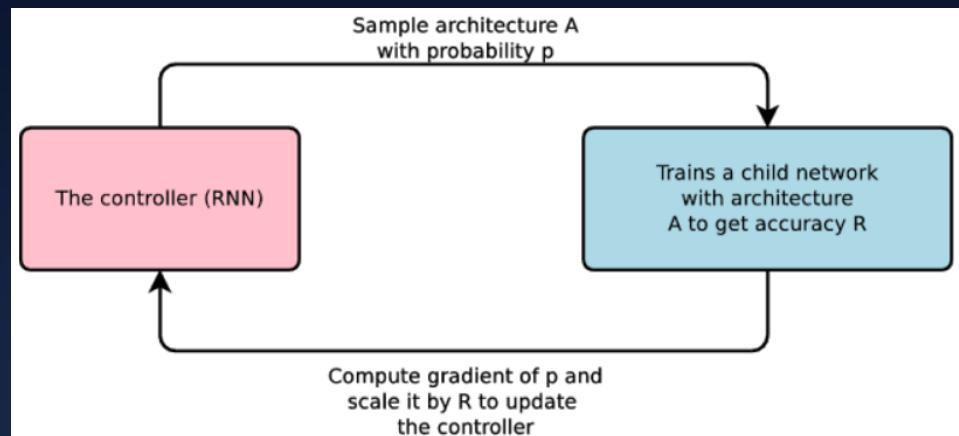 Sample architecture A
with probability p
The controller (RNN)
Trains a child network
with architecture
A to get accuracy R
Compute gradient of p and
scale it by R to update
the controller